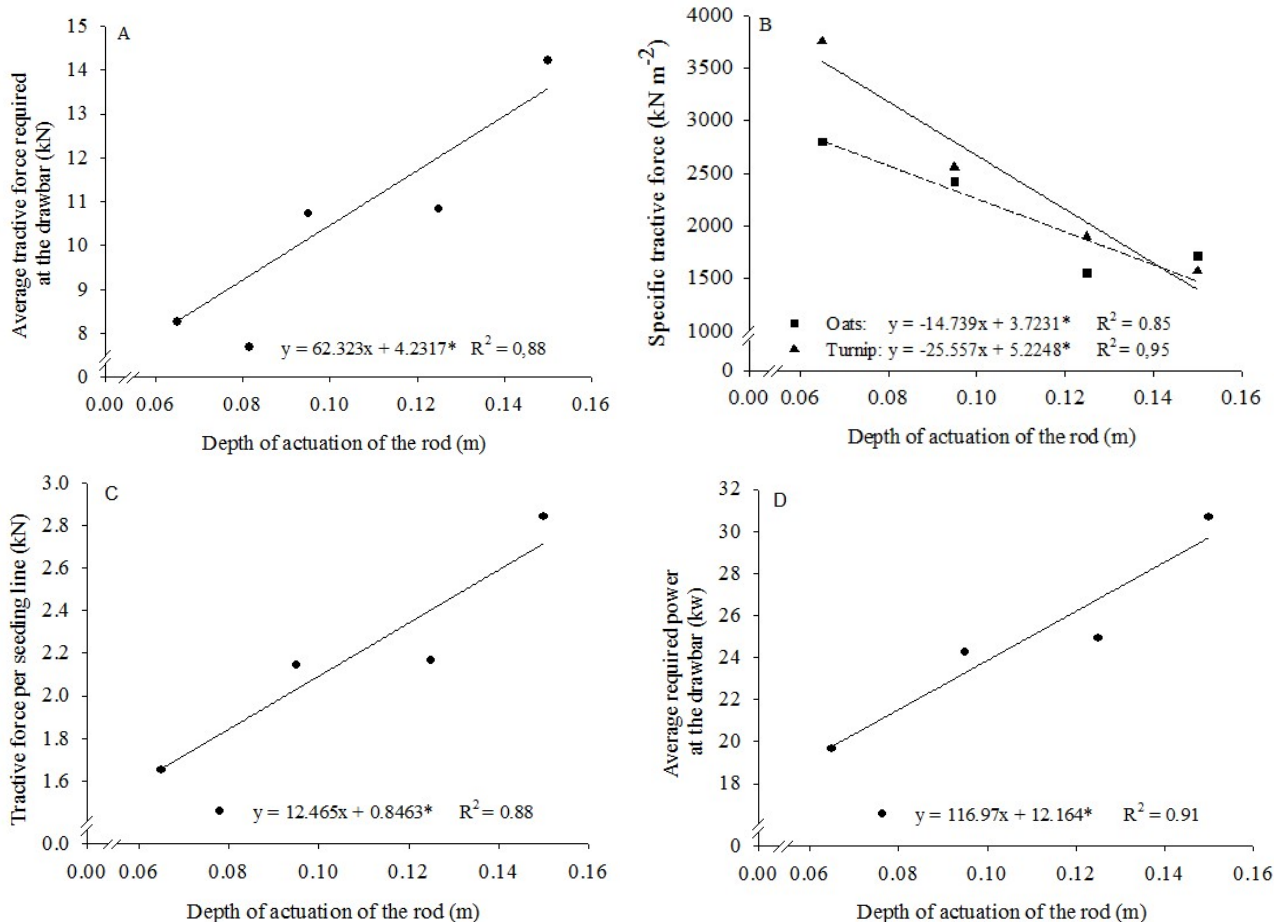 A
Average tractive force required
at the drawbar (kN)
15
14
13
12
11
10
9
8
0
y = 62.323x + 4.2317* R² = 0,88
0.00 0.06 0.08 0.10 0.12 0.14 0.16
Depth of actuation of the rod (m)
B
Specific tractive force (kN m⁻²)
4000
3500
3000
2500
2000
1500
1000
0
Oats: y = -14.739x + 3.7231* R² = 0.85
Turnip: y = -25.557x + 5.2248* R² = 0,95
0.00 0.06 0.08 0.10 0.12 0.14 0.16
Depth of actuation of the rod (m)
C
Tractive force per seeding line (kN)
3.0
2.8
2.6
2.4
2.2
2.0
1.8
1.6
0.0
y = 12.465x + 0.8463* R² = 0.88
0.00 0.06 0.08 0.10 0.12 0.14 0.16
Depth of actuation of the rod (m)
D
Average required power
at the drawbar (kw)
32
30
28
26
24
22
20
18
0
y = 116.97x + 12.164* R² = 0.91
0.00 0.06 0.08 0.10 0.12 0.14 0.16
Depth of actuation of the rod (m)